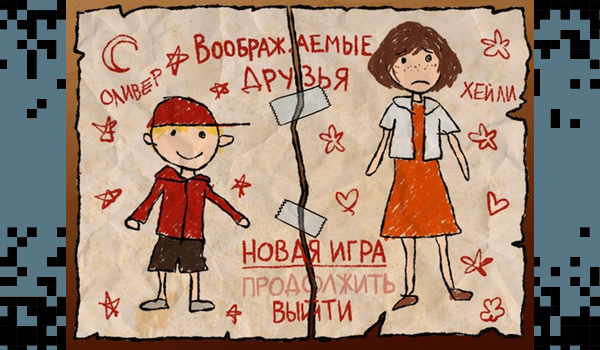 ВООБРАЖАЕМЫЕ
ДРУЗЬЯ
ОЛИВЕР
ХЕЙЛИ
НОВАЯ ИГРА
ПРОДОЛЖИТЬ
ВЫЙТИ